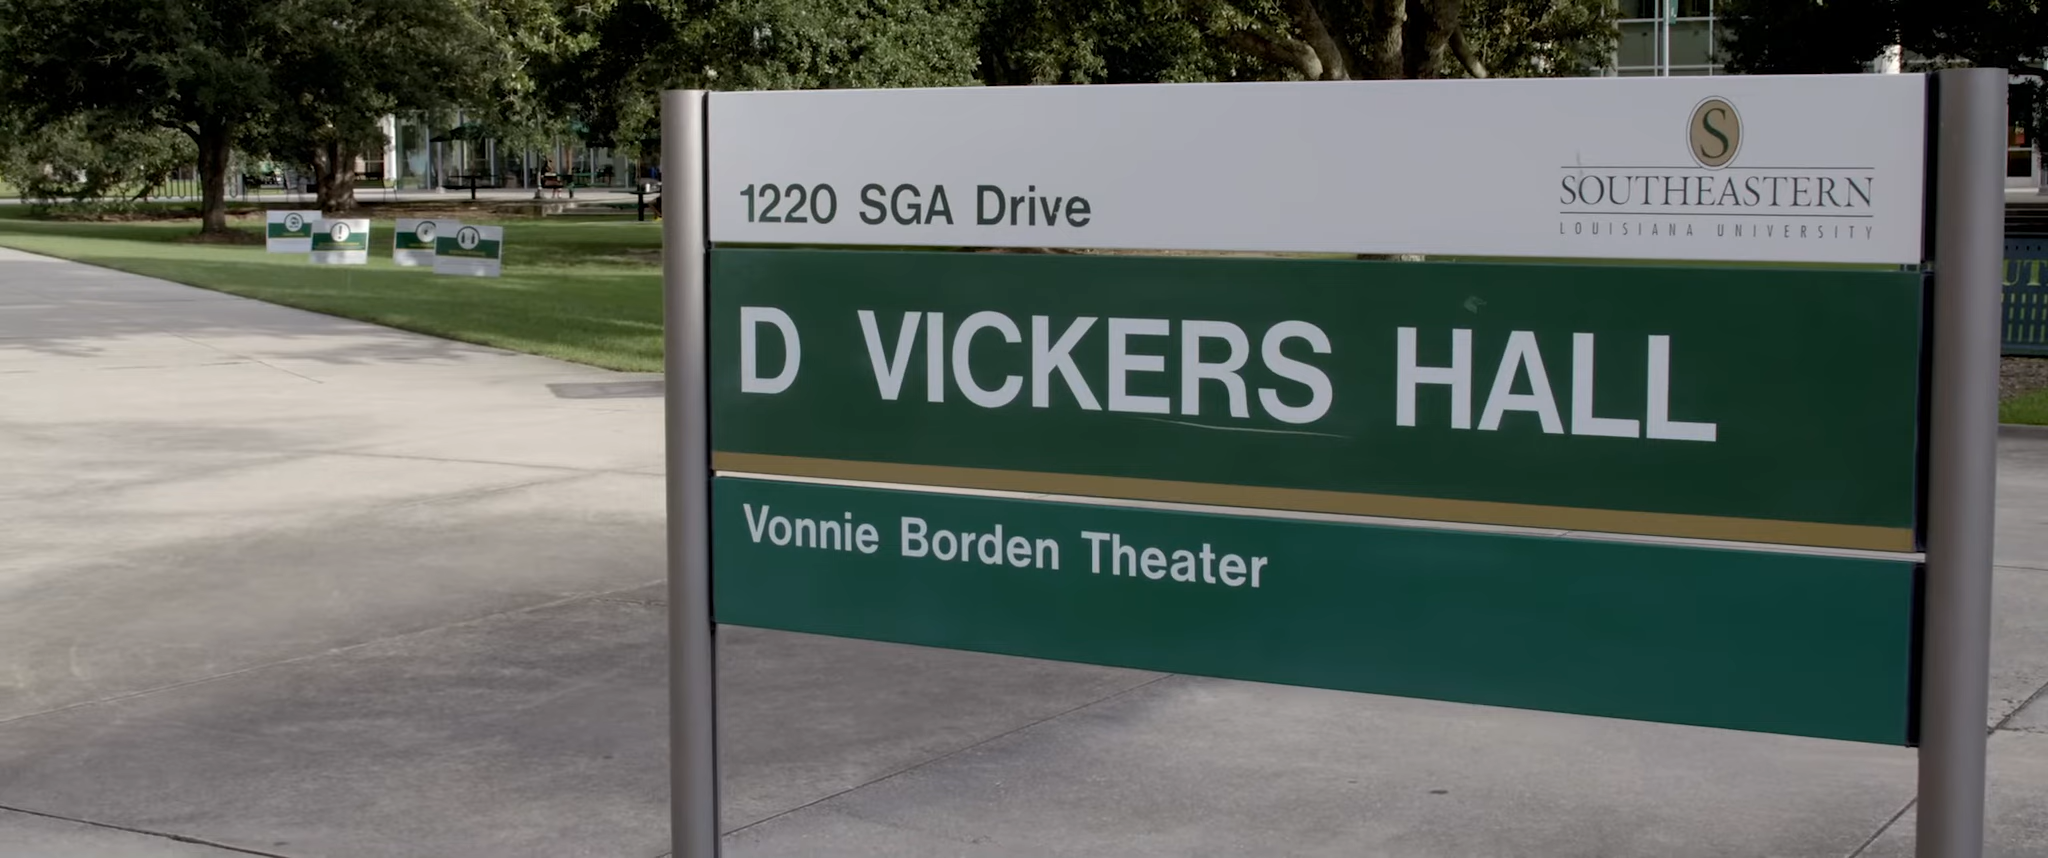 1220 SGA Drive
S
SOUTHEASTERN
LOUISIANA UNIVERSITY
D VICKERS HALL
Vonnie Borden Theater